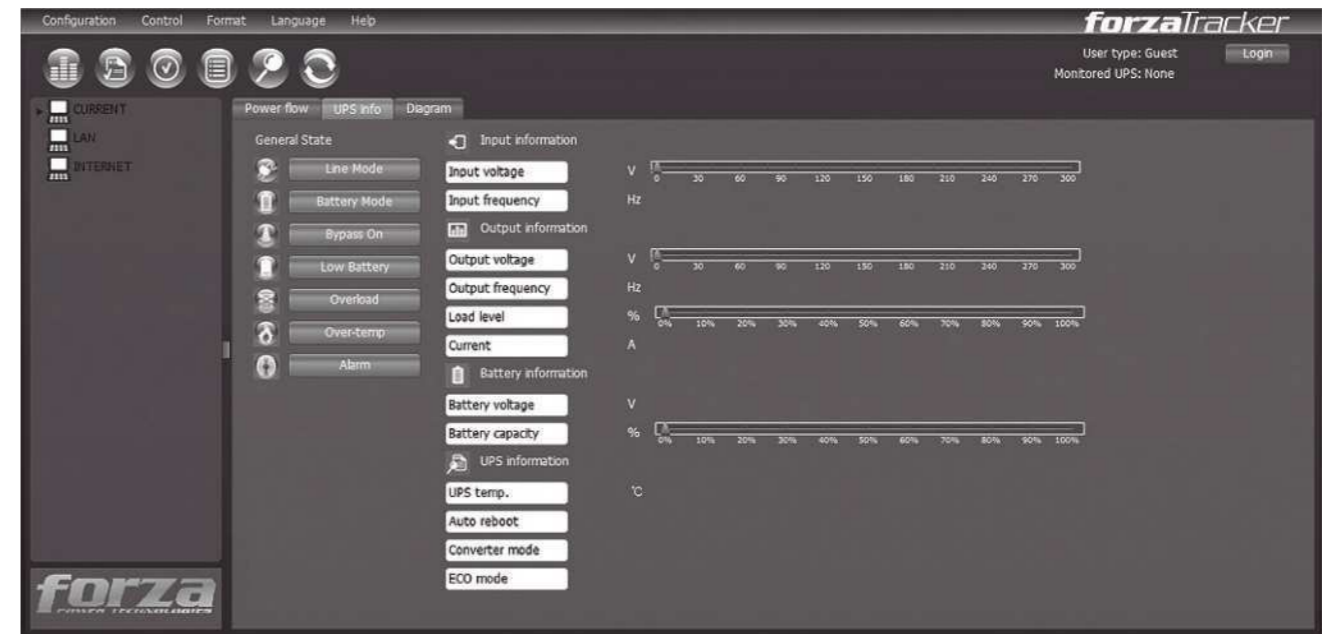 Configuration Control Format Language Help
forzaTracker
User type: Guest Login
Monitored UPS: None
CURRENT
LAN
INTERNET
Power flow UPS info Diagram
General State
Line Mode
Battery Mode
Bypass On
Low Battery
Overload
Over-temp
Alarm
Input information
Input voltage V
0 30 60 90 120 150 180 210 240 270 300
Input frequency Hz
Output information
Output voltage V
0 30 60 90 120 150 180 210 240 270 300
Output frequency Hz
Load level %
0% 10% 20% 30% 40% 50% 60% 70% 80% 90% 100%
Current A
Battery information
Battery voltage V
Battery capacity %
0% 10% 20% 30% 40% 50% 60% 70% 80% 90% 100%
UPS information
UPS temp. °C
Auto reboot
Converter mode
ECO mode
forza
POWER TECHNOLOGIES